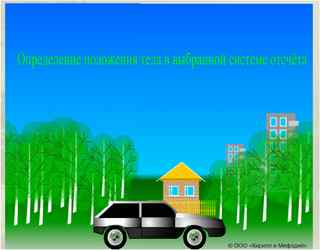 Определение положения тела в выбранной системе отсчёта
© ООО «Кирилл и Мефодий»